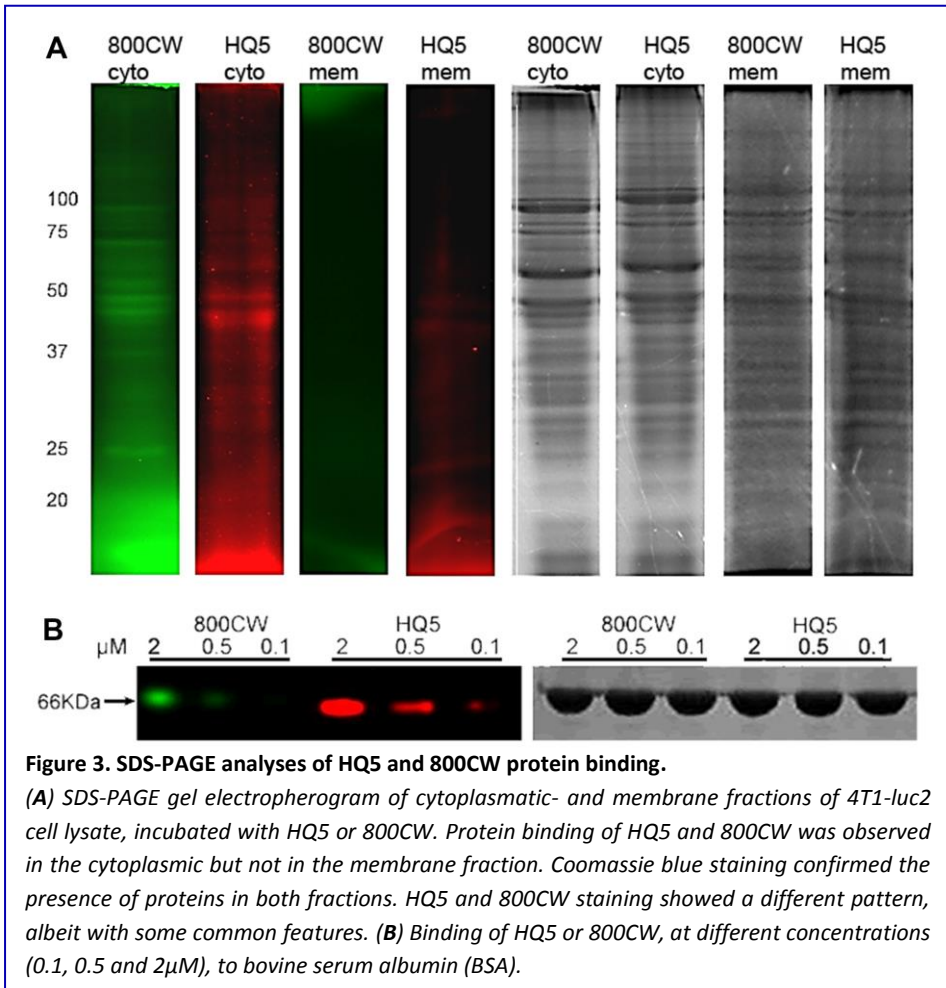 A
800CW HQ5 800CW HQ5 800CW HQ5 800CW HQ5
cyto cyto mem mem cyto cyto mem mem
100
75
50
37
25
20
B
800CW HQ5 800CW HQ5
µM 2 0.5 0.1 2 0.5 0.1 2 0.5 0.1 2 0.5 0.1
66KDa
Figure 3. SDS-PAGE analyses of HQ5 and 800CW protein binding.
(A) SDS-PAGE gel electropherogram of cytoplasmatic- and membrane fractions of 4T1-luc2
cell lysate, incubated with HQ5 or 800CW. Protein binding of HQ5 and 800CW was observed
in the cytoplasmic but not in the membrane fraction. Coomassie blue staining confirmed the
presence of proteins in both fractions. HQ5 and 800CW staining showed a different pattern,
albeit with some common features. (B) Binding of HQ5 or 800CW, at different concentrations
(0.1, 0.5 and 2µM), to bovine serum albumin (BSA).